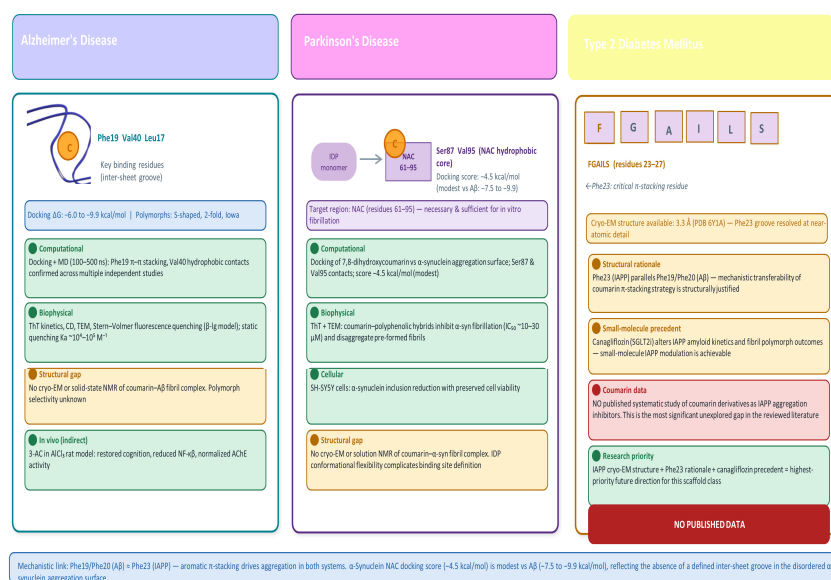 Alzheimer's Disease
Phe19 Val40 Leu17
Key binding residues
(inter-sheet groove)
C
Docking ΔG: −6.0 to −9.9 kcal/mol | Polymorphs: S-shaped, 2-fold, Iowa
Computational
Docking + MD (100–500 ns): Phe19 π–π stacking, Val40 hydrophobic contacts
confirmed across multiple independent studies
Biophysical
ThT kinetics, CD, TEM, Stern–Volmer fluorescence quenching (β-lg model); static
quenching Ka ~10⁴–10⁵ M⁻¹
Structural gap
No cryo-EM or solid-state NMR of coumarin–Aβ fibril complex. Polymorph
selectivity unknown
In vivo (indirect)
3-AC in AlCl₃ rat model: restored cognition, reduced NF-κβ, normalized AChE
activity
Parkinson's Disease
IDP
monomer
C
NAC
61–95
Ser87 Val95 (NAC hydrophobic
core)
Docking score: −4.5 kcal/mol
(modest vs Aβ: −7.5 to −9.9)
Target region: NAC (residues 61–95) — necessary & sufficient for in vitro
fibrillation
Computational
Docking of 7,8-dihydroxycoumarin vs α-synuclein aggregation surface; Ser87 &
Val95 contacts; score −4.5 kcal/mol (modest)
Biophysical
ThT + TEM: coumarin–polyphenolic hybrids inhibit α-syn fibrillation (IC₅₀ ~10–30
μM) and disaggregate pre-formed fibrils
Cellular
SH-SY5Y cells: α-synuclein inclusion reduction with preserved cell viability
Structural gap
No cryo-EM or solution NMR of coumarin–α-syn fibril complex. IDP
conformational flexibility complicates binding site definition
Type 2 Diabetes Mellitus
F G A I L S
FGAILS (residues 23–27)
←Phe23: critical π-stacking residue
Cryo-EM structure available: 3.3 Å (PDB 6Y1A) — Phe23 groove resolved at near-
atomic detail
Structural rationale
Phe23 (IAPP) parallels Phe19/Phe20 (Aβ) — mechanistic transferability of
coumarin π-stacking strategy is structurally justified
Small-molecule precedent
Canagliflozin (SGLT2i) alters IAPP amyloid kinetics and fibril polymorph outcomes
— small-molecule IAPP modulation is achievable
Coumarin data
NO published systematic study of coumarin derivatives as IAPP aggregation
inhibitors. This is the most significant unexplored gap in the reviewed literature
Research priority
IAPP cryo-EM structure + Phe23 rationale + canagliflozin precedent = highest-
priority future direction for this scaffold class
NO PUBLISHED DATA
Mechanistic link: Phe19/Phe20 (Aβ) ≈ Phe23 (IAPP) — aromatic π-stacking drives aggregation in both systems. α-Synuclein NAC docking score (−4.5 kcal/mol) is modest vs Aβ (−7.5 to −9.9 kcal/mol), reflecting the absence of a defined inter-sheet groove in the disordered α
synuclein aggregation surface.